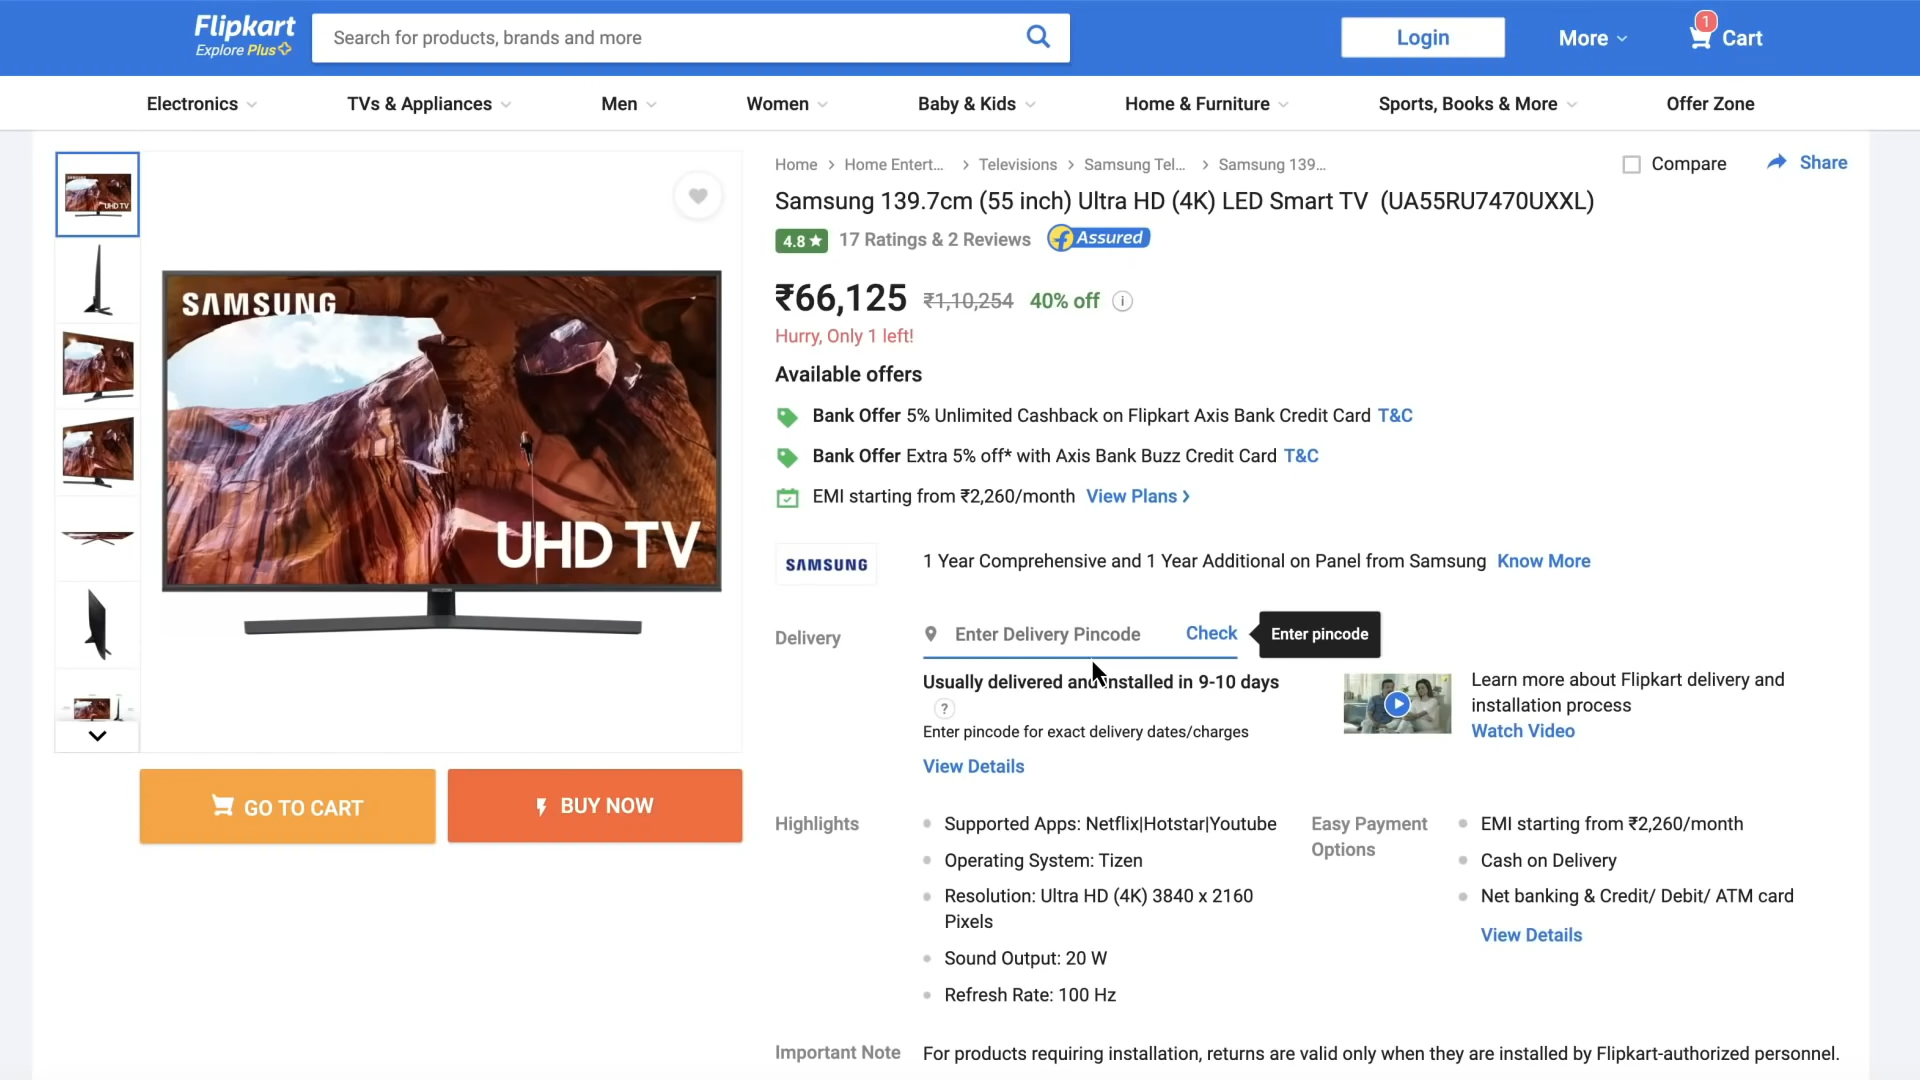 Flipkart
Explore Plus
Search for products, brands and more
Login
More
1
Cart
Electronics
TVs & Appliances
Men
Women
Baby & Kids
Home & Furniture
Sports, Books & More
Offer Zone
Home
Home Entert...
Televisions
Samsung Tel...
Samsung 139...
Compare
Share
Samsung 139.7cm (55 inch) Ultra HD (4K) LED Smart TV (UA55RU7470UXXL)
4.8★
17 Ratings & 2 Reviews
Assured
₹66,125
₹1,10,254
40% off
Hurry, Only 1 left!
Available offers
Bank Offer 5% Unlimited Cashback on Flipkart Axis Bank Credit Card T&C
Bank Offer Extra 5% off* with Axis Bank Buzz Credit Card T&C
EMI starting from ₹2,260/month View Plans
SAMSUNG
UHD TV
SAMSUNG
1 Year Comprehensive and 1 Year Additional on Panel from Samsung Know More
Delivery
Enter Delivery Pincode
Check
Enter pincode
Usually delivered and installed in 9-10 days
?
Enter pincode for exact delivery dates/charges
View Details
Learn more about Flipkart delivery and
installation process
Watch Video
GO TO CART
BUY NOW
Highlights
Supported Apps: Netflix|Hotstar|Youtube
Operating System: Tizen
Resolution: Ultra HD (4K) 3840 x 2160
Pixels
Sound Output: 20 W
Refresh Rate: 100 Hz
Easy Payment
Options
EMI starting from ₹2,260/month
Cash on Delivery
Net banking & Credit/ Debit/ ATM card
View Details
Important Note
For products requiring installation, returns are valid only when they are installed by Flipkart-authorized personnel.